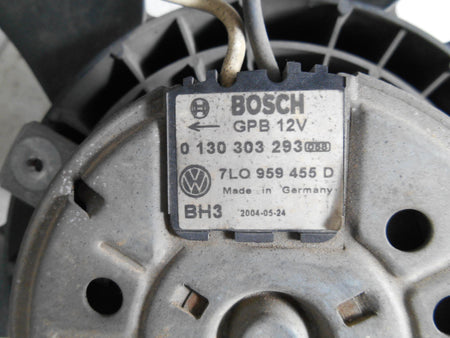 BOSCH
GPB 12V
0 130 303 293
7L0 959 455 D
Made in Germany
BH3 2004-05-24